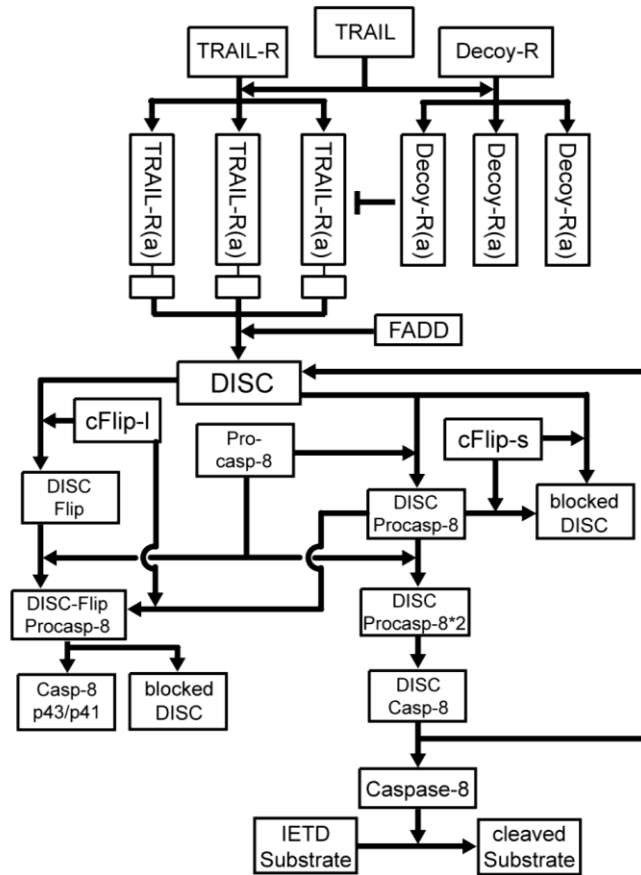 TRAIL
TRAIL-R
Decoy-R
TRAIL-R(a)
TRAIL-R(a)
TRAIL-R(a)
Decoy-R(a)
Decoy-R(a)
Decoy-R(a)
FADD
DISC
cFlip-l
Pro-
casp-8
cFlip-s
DISC
Flip
DISC
Procasp-8
blocked
DISC
DISC-Flip
Procasp-8
DISC
Procasp-8*2
Casp-8
p43/p41
blocked
DISC
DISC
Casp-8
Caspase-8
IETD
Substrate
cleaved
Substrate